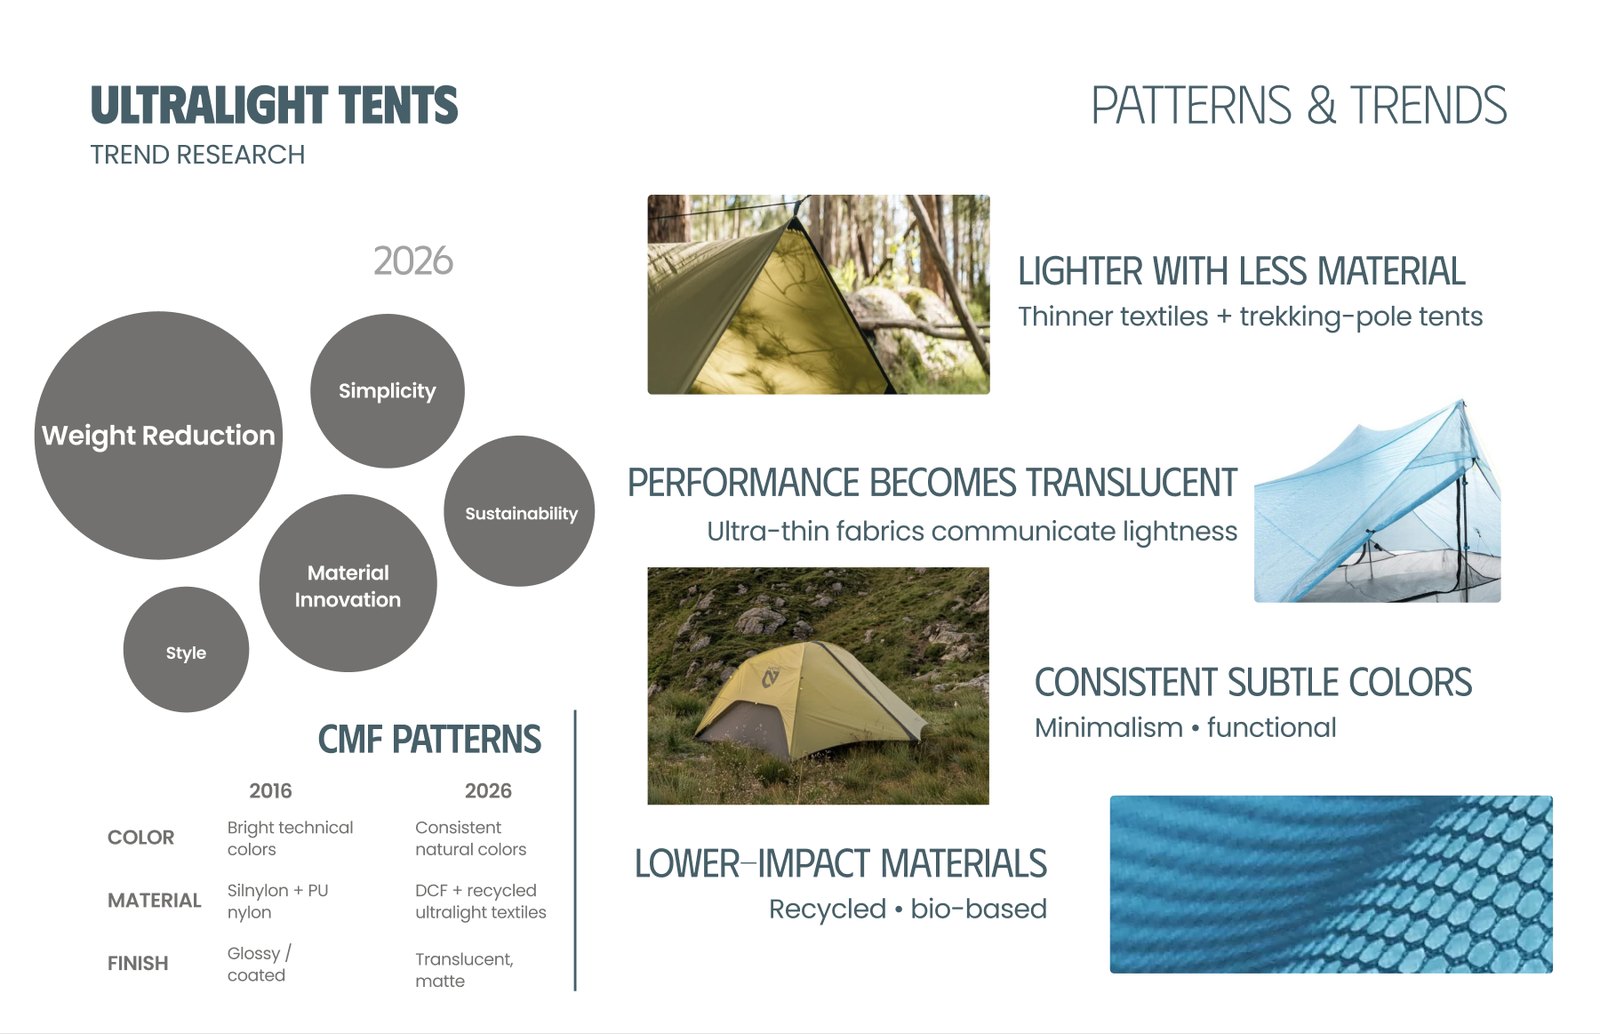 ULTRALIGHT TENTS
TREND RESEARCH
PATTERNS & TRENDS
2026
Weight Reduction
Simplicity
Sustainability
Material
Innovation
Style
CMF PATTERNS
2016
2026
COLOR
Bright technical
colors
Consistent
natural colors
MATERIAL
Silnylon + PU
nylon
DCF + recycled
ultralight textiles
FINISH
Glossy /
coated
Translucent,
matte
LIGHTER WITH LESS MATERIAL
Thinner textiles + trekking-pole tents
PERFORMANCE BECOMES TRANSLUCENT
Ultra-thin fabrics communicate lightness
CONSISTENT SUBTLE COLORS
Minimalism • functional
LOWER-IMPACT MATERIALS
Recycled • bio-based